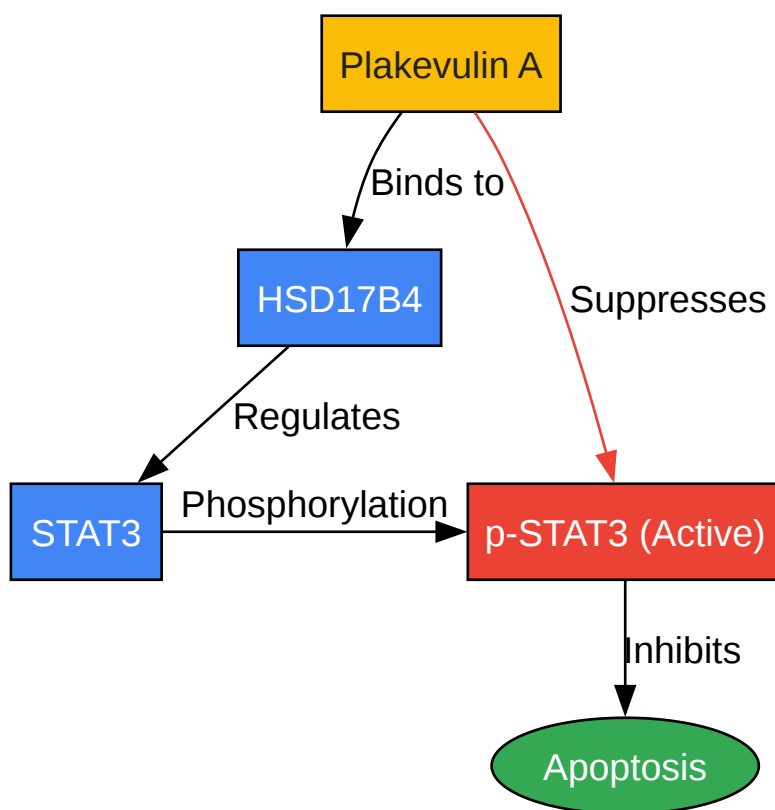 Plakevulin A
Binds to
HSD17B4
Suppresses
Regulates
Phosphorylation
STAT3
p-STAT3 (Active)
Inhibits
Apoptosis